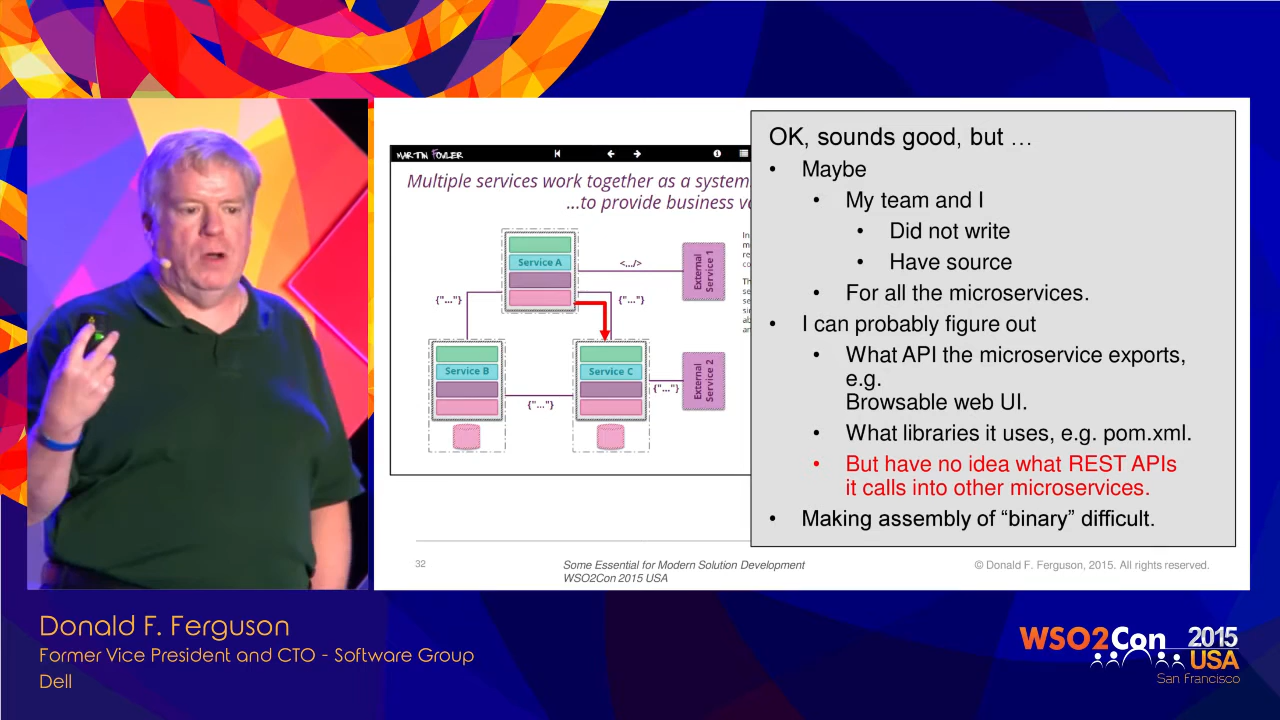 MARTIN FOWLER
Multiple services work together as a system
...to provide business va
Service A
<.../>
External
Service 1
{"..."}
{"..."}
Service B
Service C
External
Service 2
{"..."}
{"..."}
OK, sounds good, but …
• Maybe
• My team and I
• Did not write
• Have source
• For all the microservices.
• I can probably figure out
• What API the microservice exports,
e.g.
Browsable web UI.
• What libraries it uses, e.g. pom.xml.
• But have no idea what REST APIs
it calls into other microservices.
• Making assembly of “binary” difficult.
32
Some Essential for Modern Solution Development
WSO2Con 2015 USA
© Donald F. Ferguson, 2015. All rights reserved.
Donald F. Ferguson
Former Vice President and CTO - Software Group
Dell
WSO2Con 2015
USA
San Francisco